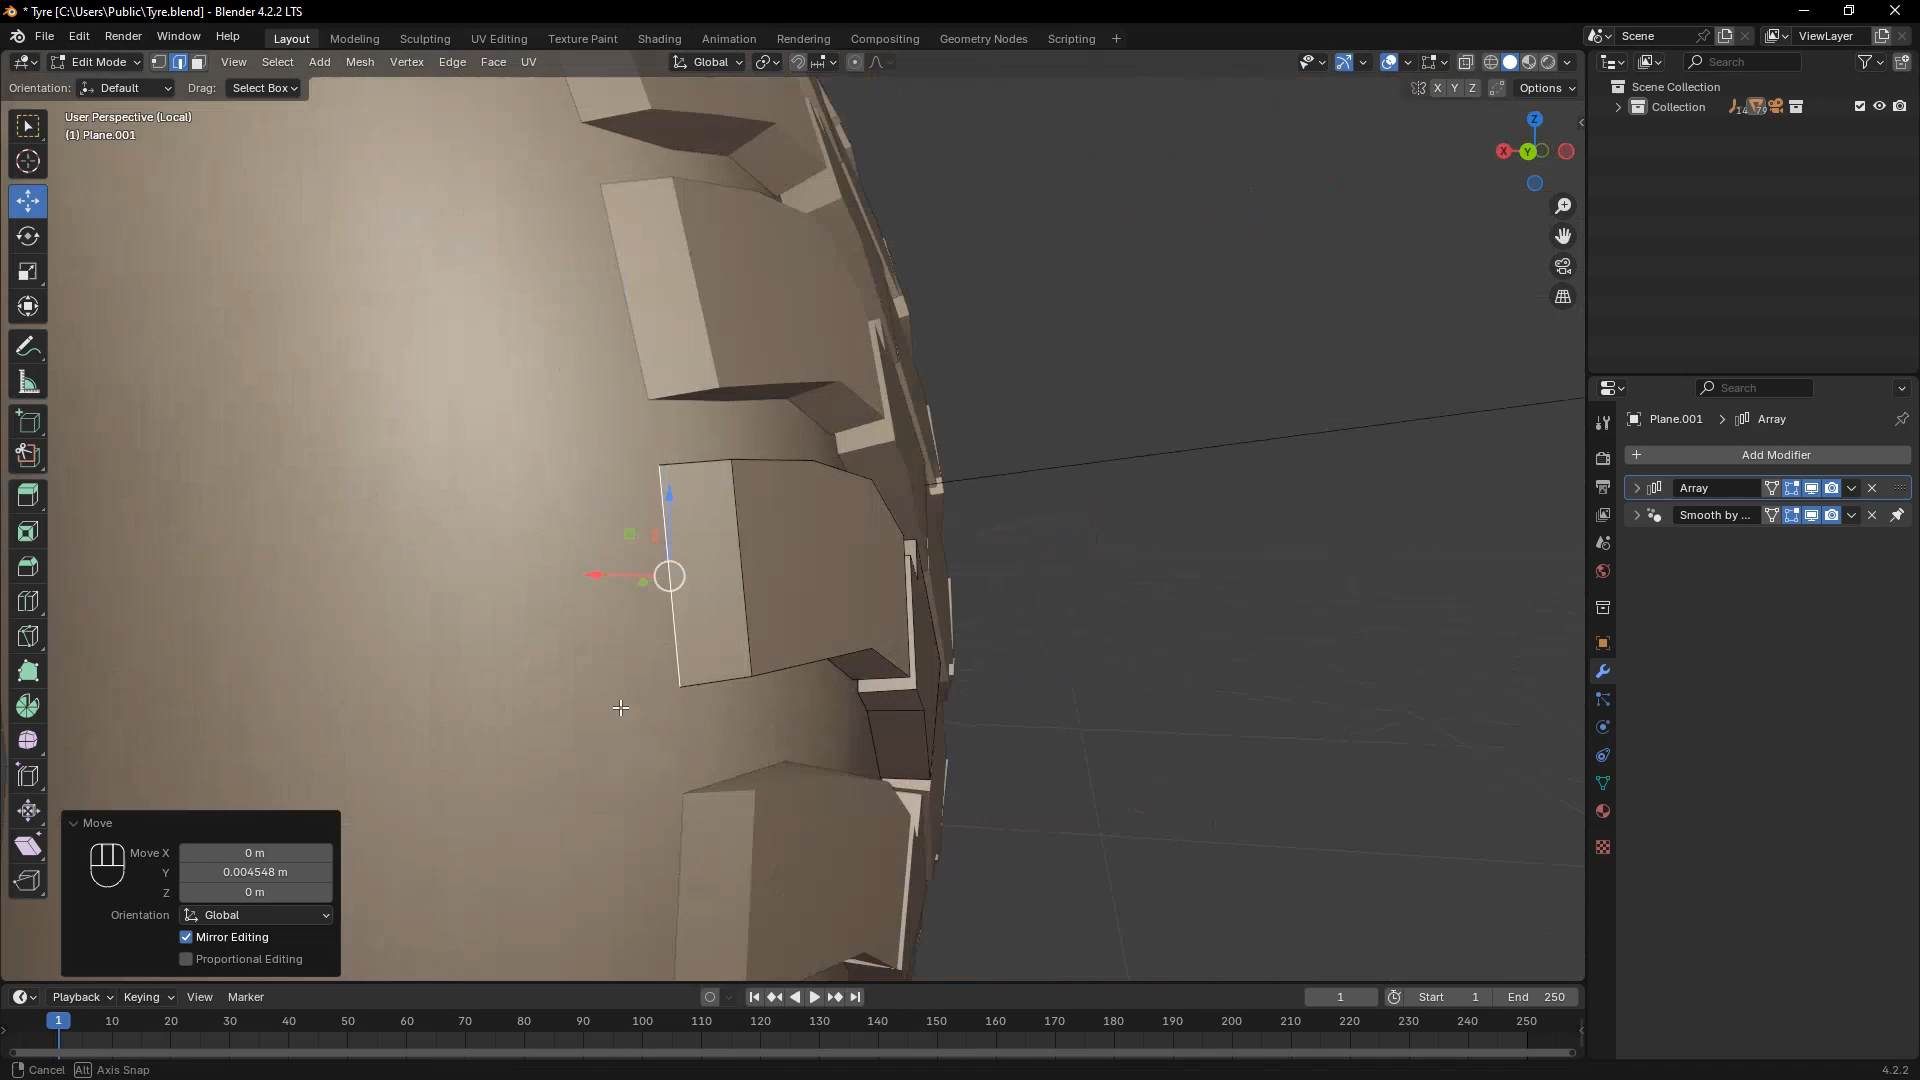 * Tyre [C:\Users\Public\Tyre.blend] - Blender 4.2.2 LTS
File Edit Render Window Help
Layout Modeling Sculpting UV Editing Texture Paint Shading Animation Rendering Compositing Geometry Nodes Scripting +
Scene
ViewLayer
Edit Mode
View Select Add Mesh Vertex Edge Face UV
Global
Orientation: Default Drag: Select Box
X Y Z Options
User Perspective (Local)
(1) Plane.001
Z
X Y
Search
Scene Collection
Collection 14 79
Search
Plane.001 > Array
+ Add Modifier
Array
Smooth by ...
Move
Move X 0 m
Y 0.004548 m
Z 0 m
Orientation Global
Mirror Editing
Proportional Editing
Playback Keying View Marker
1 Start 1 End 250
1 10 20 30 40 50 60 70 80 90 100 110 120 130 140 150 160 170 180 190 200 210 220 230 240 250
Cancel Alt Axis Snap
4.2.2